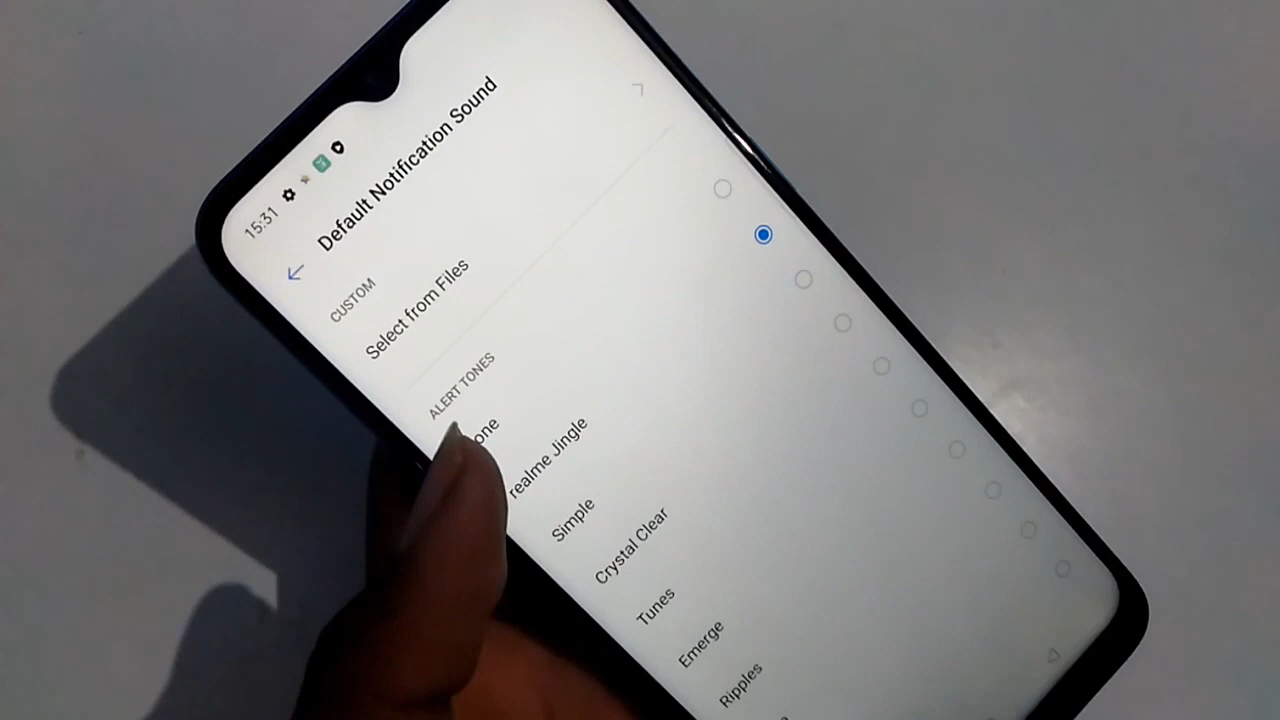 15:31
Default Notification Sound
CUSTOM
Select from Files
ALERT TONES
realme Jingle
Simple
Crystal Clear
Tunes
Emerge
Ripples